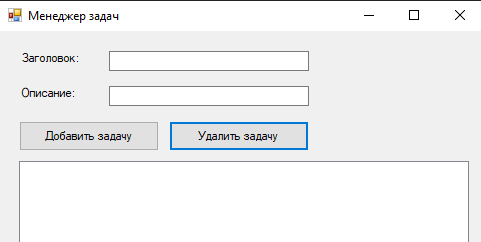 Менеджер задач
Заголовок:
Описание:
Добавить задачу Удалить задачу